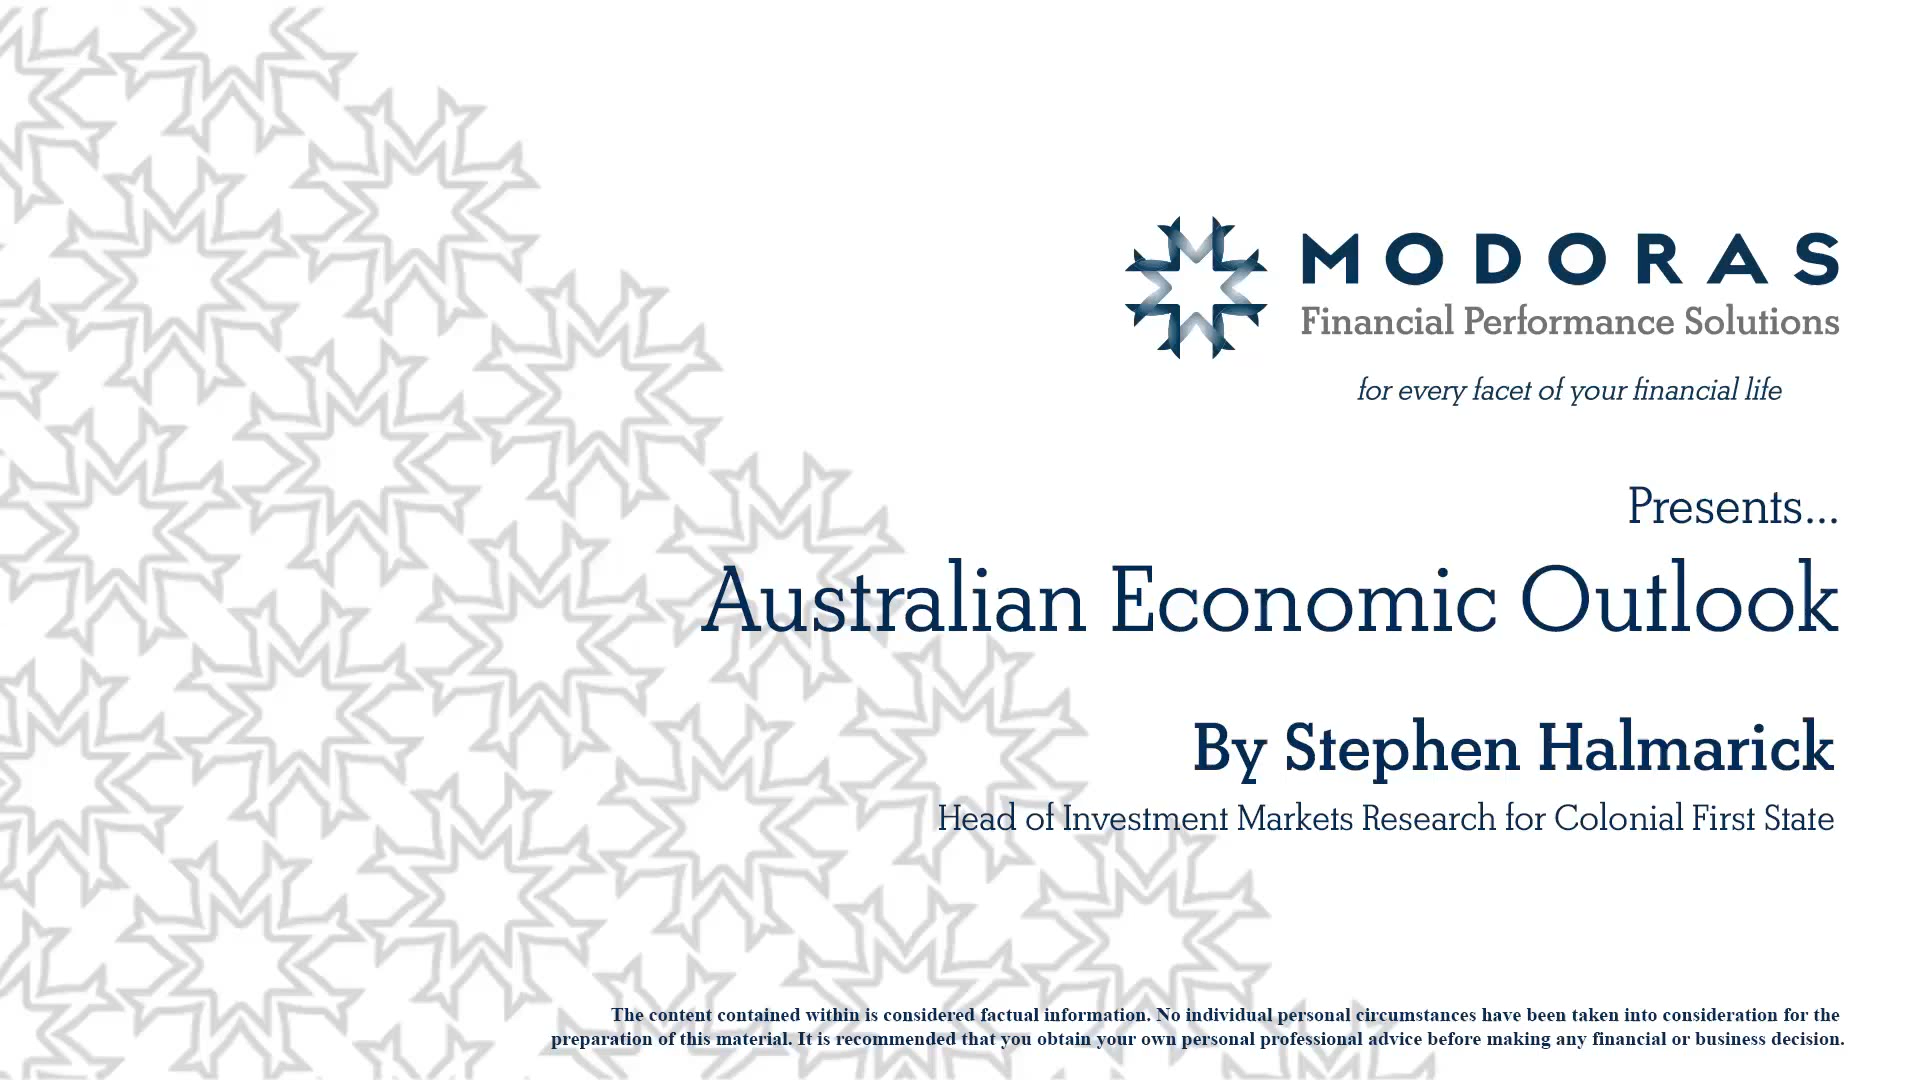 MODORAS
Financial Performance Solutions
for every facet of your financial life
Presents...
Australian Economic Outlook
By Stephen Halmarick
Head of Investment Markets Research for Colonial First State
The content contained within is considered factual information. No individual personal circumstances have been taken into consideration for the
preparation of this material. It is recommended that you obtain your own personal professional advice before making any financial or business decision.